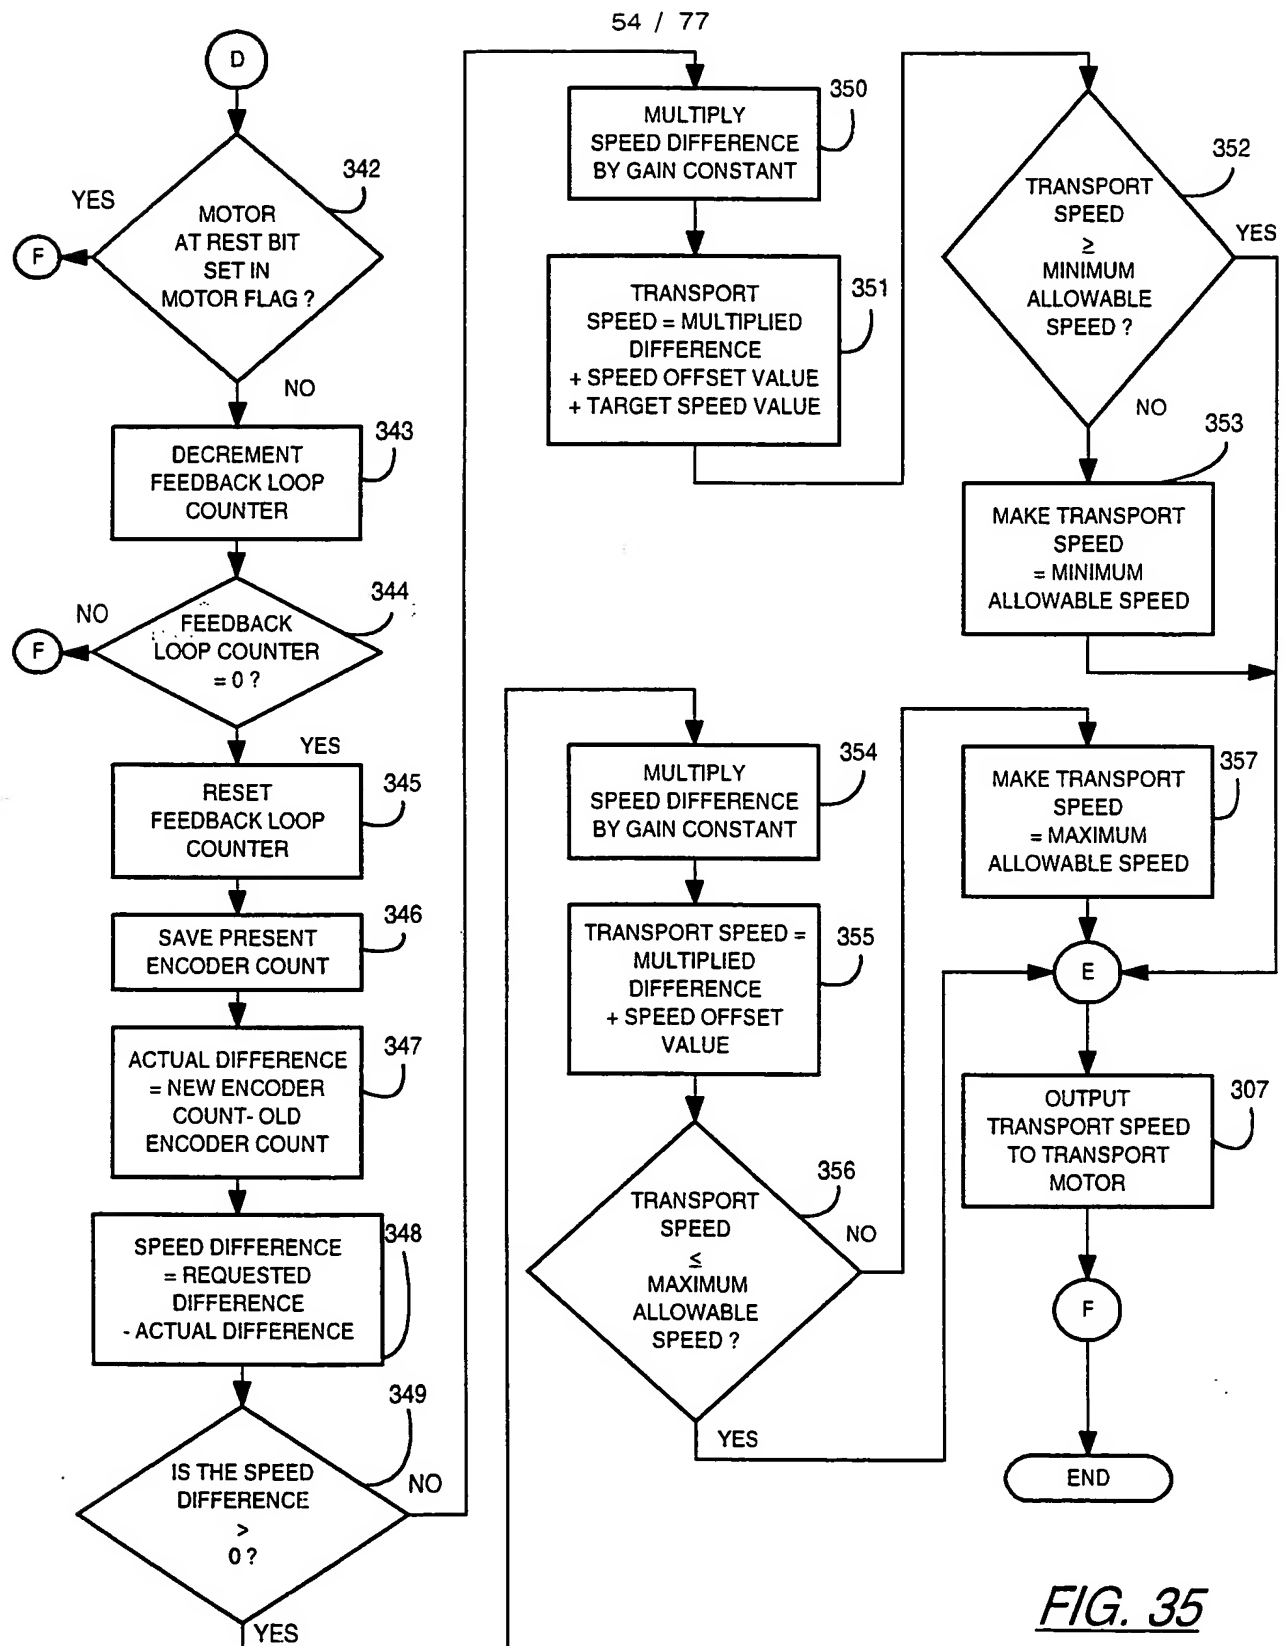 54 / 77
D
342
YES
MOTOR
AT REST BIT
SET IN
MOTOR FLAG ?
F
NO
343
DECREMENT
FEEDBACK LOOP
COUNTER
344
NO
FEEDBACK
LOOP COUNTER
= 0 ?
F
YES
345
RESET
FEEDBACK LOOP
COUNTER
346
SAVE PRESENT
ENCODER COUNT
347
ACTUAL DIFFERENCE
= NEW ENCODER
COUNT- OLD
ENCODER COUNT
348
SPEED DIFFERENCE
= REQUESTED
DIFFERENCE
- ACTUAL DIFFERENCE
349
IS THE SPEED
DIFFERENCE
>
0 ?
NO
YES
350
MULTIPLY
SPEED DIFFERENCE
BY GAIN CONSTANT
351
TRANSPORT
SPEED = MULTIPLIED
DIFFERENCE
+ SPEED OFFSET VALUE
+ TARGET SPEED VALUE
352
TRANSPORT
SPEED
≥
MINIMUM
ALLOWABLE
SPEED ?
YES
NO
353
MAKE TRANSPORT
SPEED
= MINIMUM
ALLOWABLE SPEED
354
MULTIPLY
SPEED DIFFERENCE
BY GAIN CONSTANT
355
TRANSPORT SPEED =
MULTIPLIED
DIFFERENCE
+ SPEED OFFSET
VALUE
356
TRANSPORT
SPEED
≤
MAXIMUM
ALLOWABLE
SPEED ?
NO
YES
357
MAKE TRANSPORT
SPEED
= MAXIMUM
ALLOWABLE SPEED
E
307
OUTPUT
TRANSPORT SPEED
TO TRANSPORT
MOTOR
F
END
FIG. 35